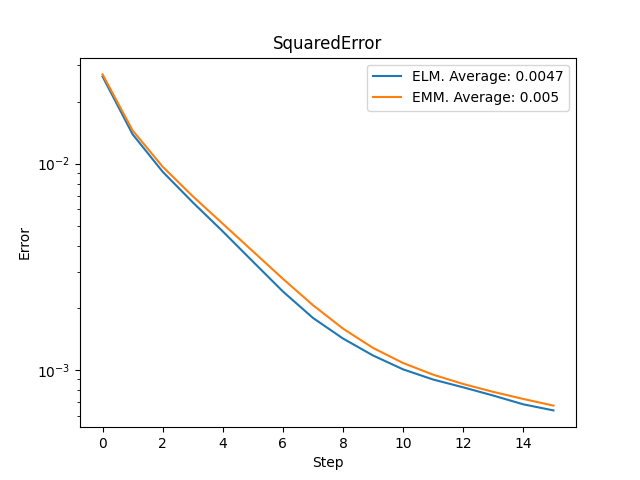 SquaredError
ELM. Average: 0.0047
EMM. Average: 0.005
10⁻²
10⁻³
Error
0 2 4 6 8 10 12 14
Step